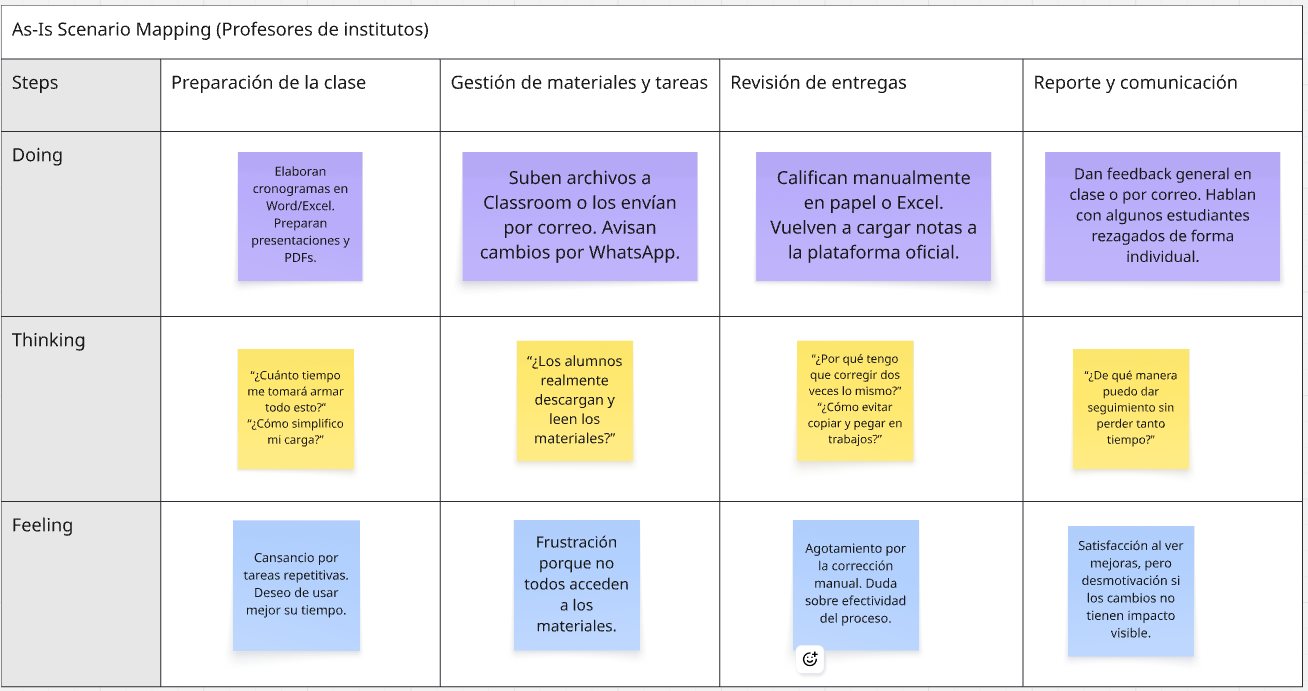 As-Is Scenario Mapping (Profesores de institutos)
Steps
Preparación de la clase
Gestión de materiales y tareas
Revisión de entregas
Reporte y comunicación
Doing
Elaboran
cronogramas en
Word/Excel.
Preparan
presentaciones y
PDFs.
Suben archivos a
Classroom o los envían
por correo. Avisan
cambios por WhatsApp.
Califican manualmente
en papel o Excel.
Vuelven a cargar notas a
la plataforma oficial.
Dan feedback general en
clase o por correo. Hablan
con algunos estudiantes
rezagados de forma
individual.
Thinking
“¿Cuánto tiempo
me tomará armar
todo esto?”
“¿Cómo simplifico
mi carga?”
“¿Los alumnos
realmente
descargan y
leen los
materiales?”
“¿Por qué tengo
que corregir dos
veces lo mismo?”
“¿Cómo evitar
copiar y pegar en
trabajos?”
“¿De qué manera
puedo dar
seguimiento sin
perder tanto
tiempo?”
Feeling
Cansancio por
tareas repetitivas.
Deseo de usar
mejor su tiempo.
Frustración
porque no
todos acceden
a los
materiales.
Agotamiento por
la corrección
manual. Duda
sobre efectividad
del proceso.
Satisfacción al ver
mejoras, pero
desmotivación si
los cambios no
tienen impacto
visible.